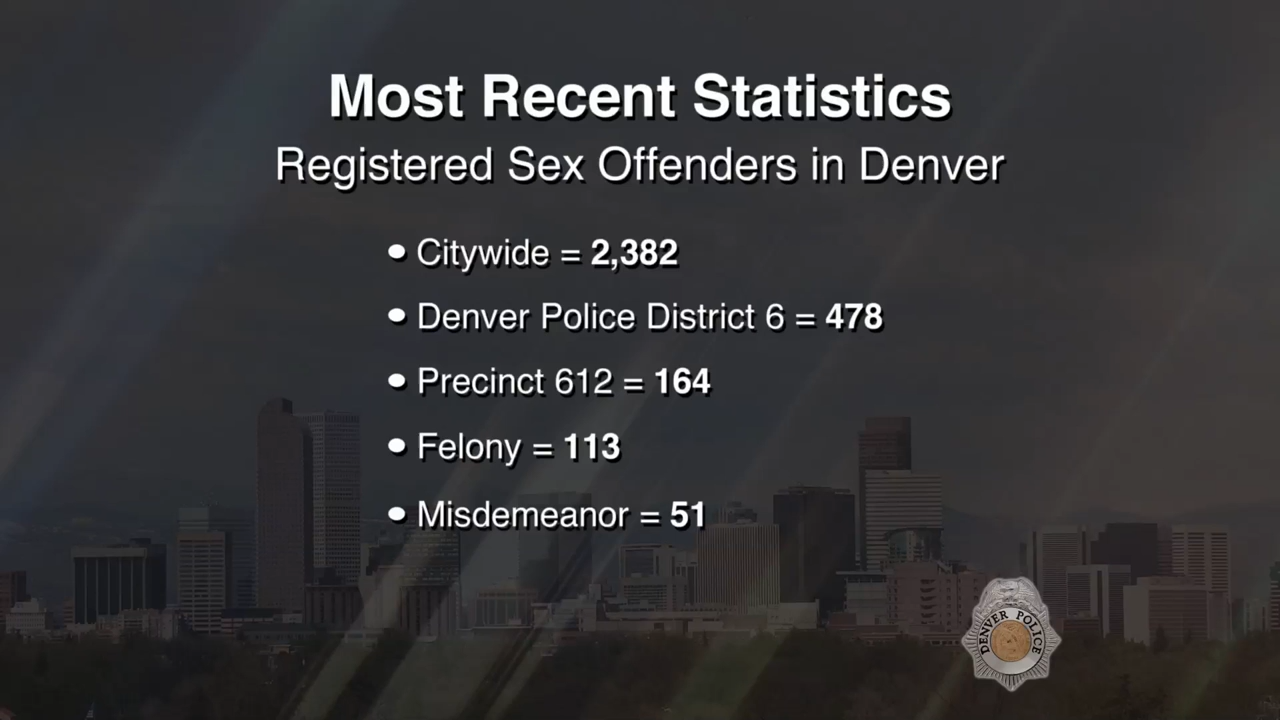 Most Recent Statistics
Registered Sex Offenders in Denver
• Citywide = 2,382
• Denver Police District 6 = 478
• Precinct 612 = 164
• Felony = 113
• Misdemeanor = 51
DENVER POLICE